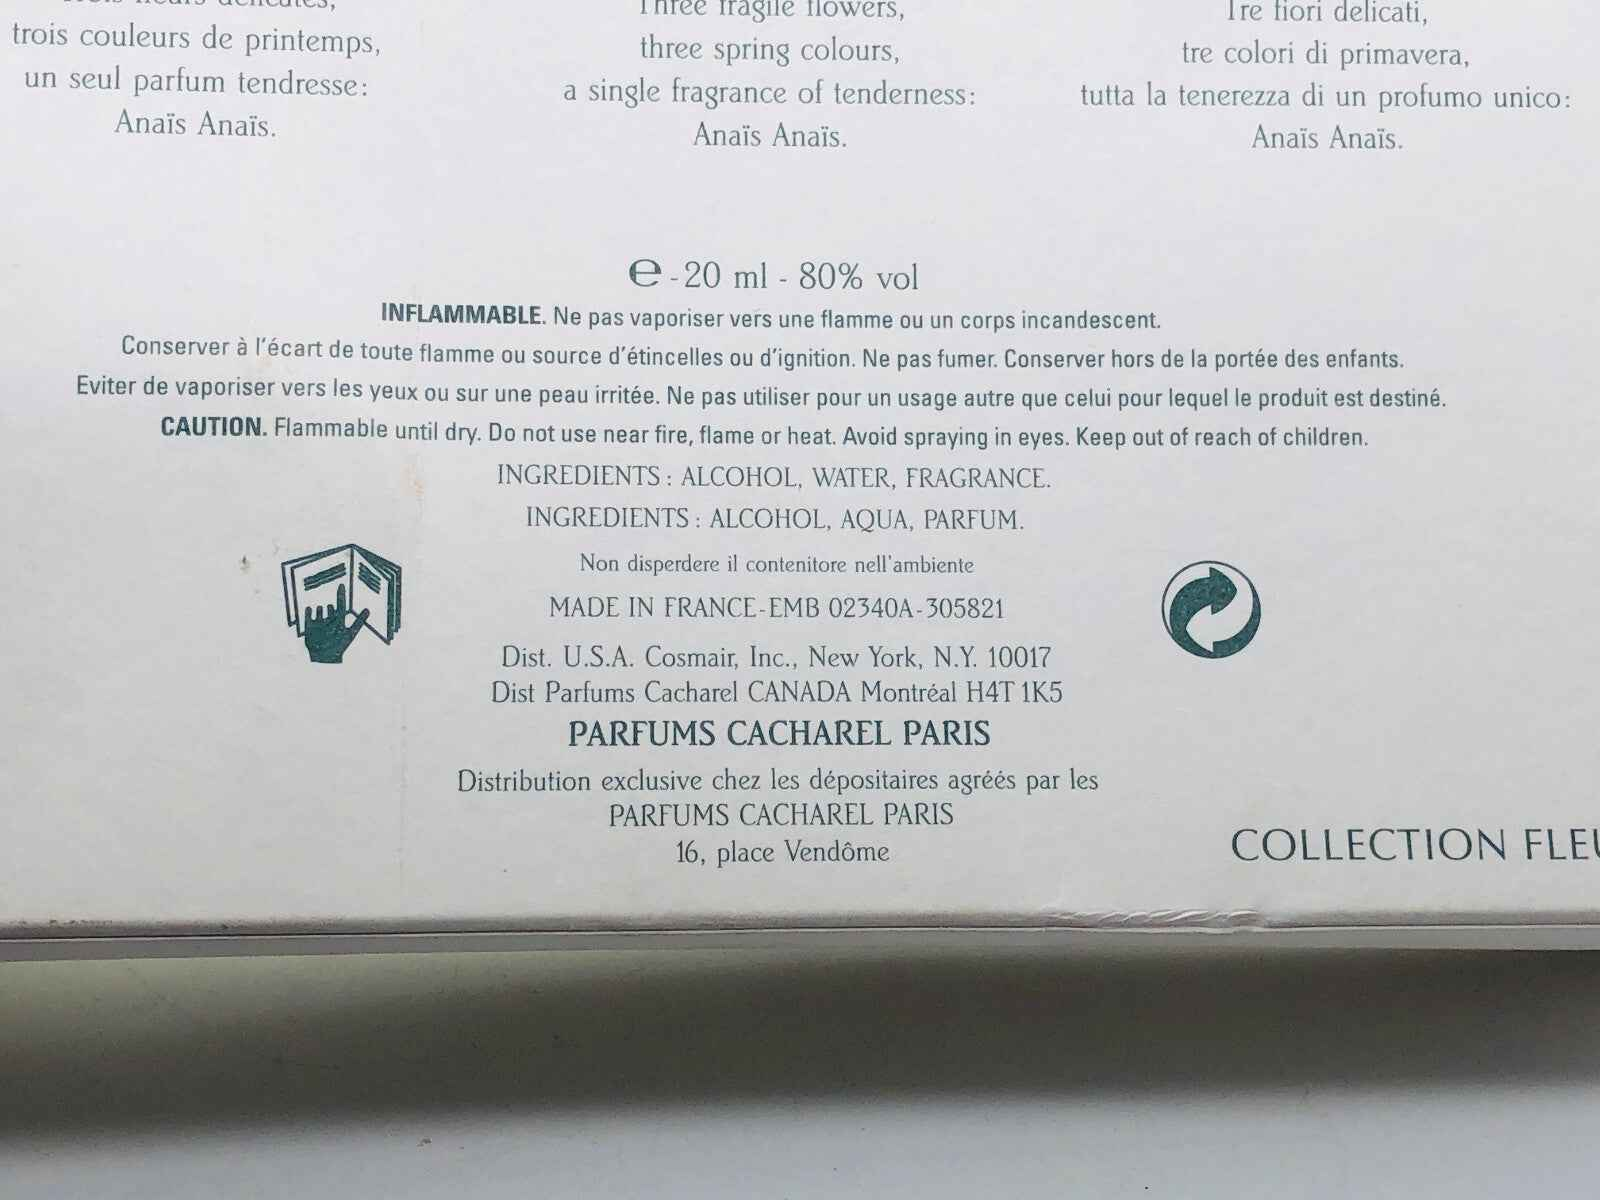 trois fleurs délicates,
trois couleurs de printemps,
un seul parfum tendresse:
Anaïs Anaïs.
Three fragile flowers,
three spring colours,
a single fragrance of tenderness:
Anaïs Anaïs.
Tre fiori delicati,
tre colori di primavera,
tutta la tenerezza di un profumo unico:
Anaïs Anaïs.
℮ - 20 ml - 80% vol
INFLAMMABLE. Ne pas vaporiser vers une flamme ou un corps incandescent.
Conserver à l'écart de toute flamme ou source d'étincelles ou d'ignition. Ne pas fumer. Conserver hors de la portée des enfants.
Eviter de vaporiser vers les yeux ou sur une peau irritée. Ne pas utiliser pour un usage autre que celui pour lequel le produit est destiné.
CAUTION. Flammable until dry. Do not use near fire, flame or heat. Avoid spraying in eyes. Keep out of reach of children.
INGREDIENTS : ALCOHOL, WATER, FRAGRANCE.
INGREDIENTS : ALCOHOL, AQUA, PARFUM.
Non disperdere il contenitore nell'ambiente
MADE IN FRANCE-EMB 02340A-305821
Dist. U.S.A. Cosmair, Inc., New York, N.Y. 10017
Dist Parfums Cacharel CANADA Montréal H4T 1K5
PARFUMS CACHAREL PARIS
Distribution exclusive chez les dépositaires agréés par les
PARFUMS CACHAREL PARIS
16, place Vendôme
COLLECTION FLEU